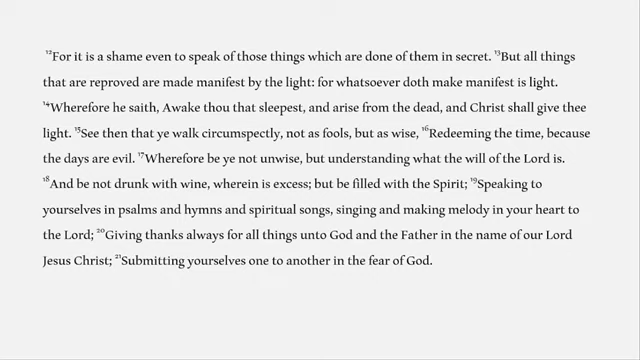 ¹²For it is a shame even to speak of those things which are done of them in secret. ¹³But all things
that are reproved are made manifest by the light: for whatsoever doth make manifest is light.
¹⁴Wherefore he saith, Awake thou that sleepest, and arise from the dead, and Christ shall give thee
light. ¹⁵See then that ye walk circumspectly, not as fools, but as wise, ¹⁶Redeeming the time, because
the days are evil. ¹⁷Wherefore be ye not unwise, but understanding what the will of the Lord is.
¹⁸And be not drunk with wine, wherein is excess; but be filled with the Spirit; ¹⁹Speaking to
yourselves in psalms and hymns and spiritual songs, singing and making melody in your heart to
the Lord; ²⁰Giving thanks always for all things unto God and the Father in the name of our Lord
Jesus Christ; ²¹Submitting yourselves one to another in the fear of God.